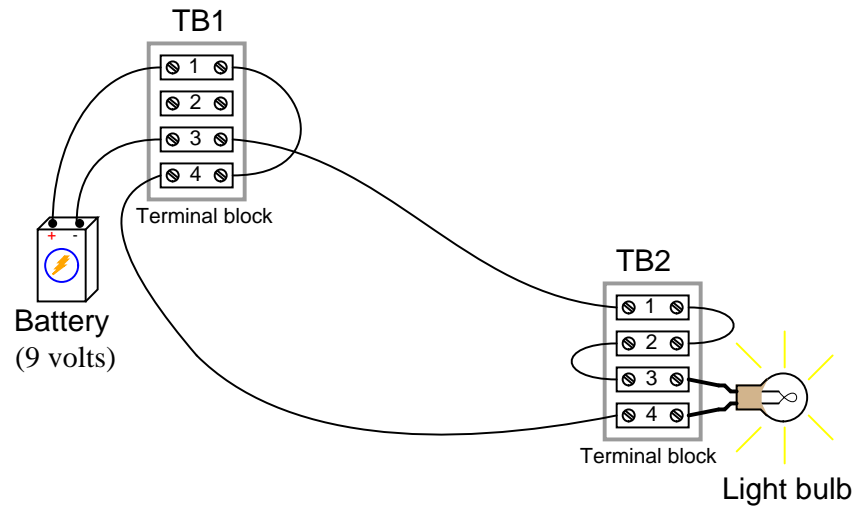 TB1
1
2
3
4
Terminal block
+ -
Battery
(9 volts)
TB2
1
2
3
4
Terminal block
Light bulb